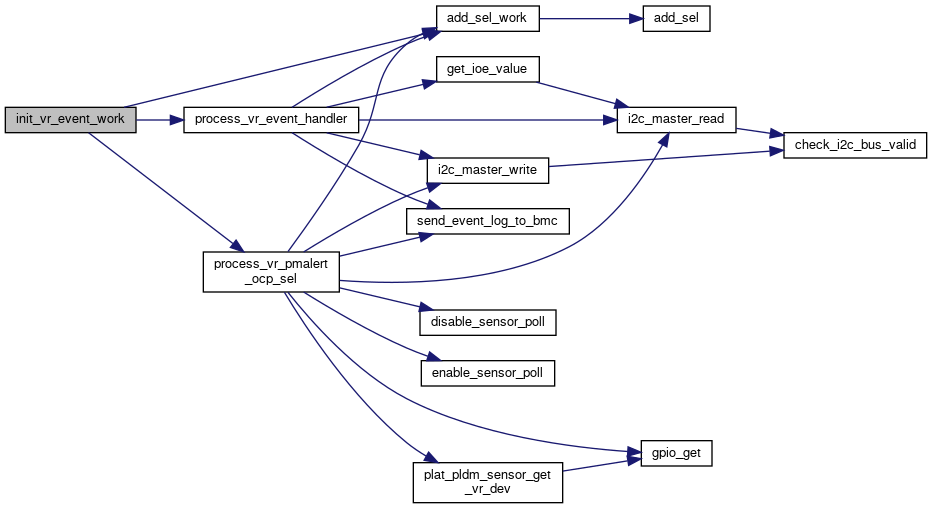 init_vr_event_work
process_vr_event_handler
process_vr_pmalert
_ocp_sel
add_sel_work
get_ioe_value
i2c_master_write
send_event_log_to_bmc
disable_sensor_poll
enable_sensor_poll
plat_pldm_sensor_get
_vr_dev
add_sel
i2c_master_read
gpio_get
check_i2c_bus_valid